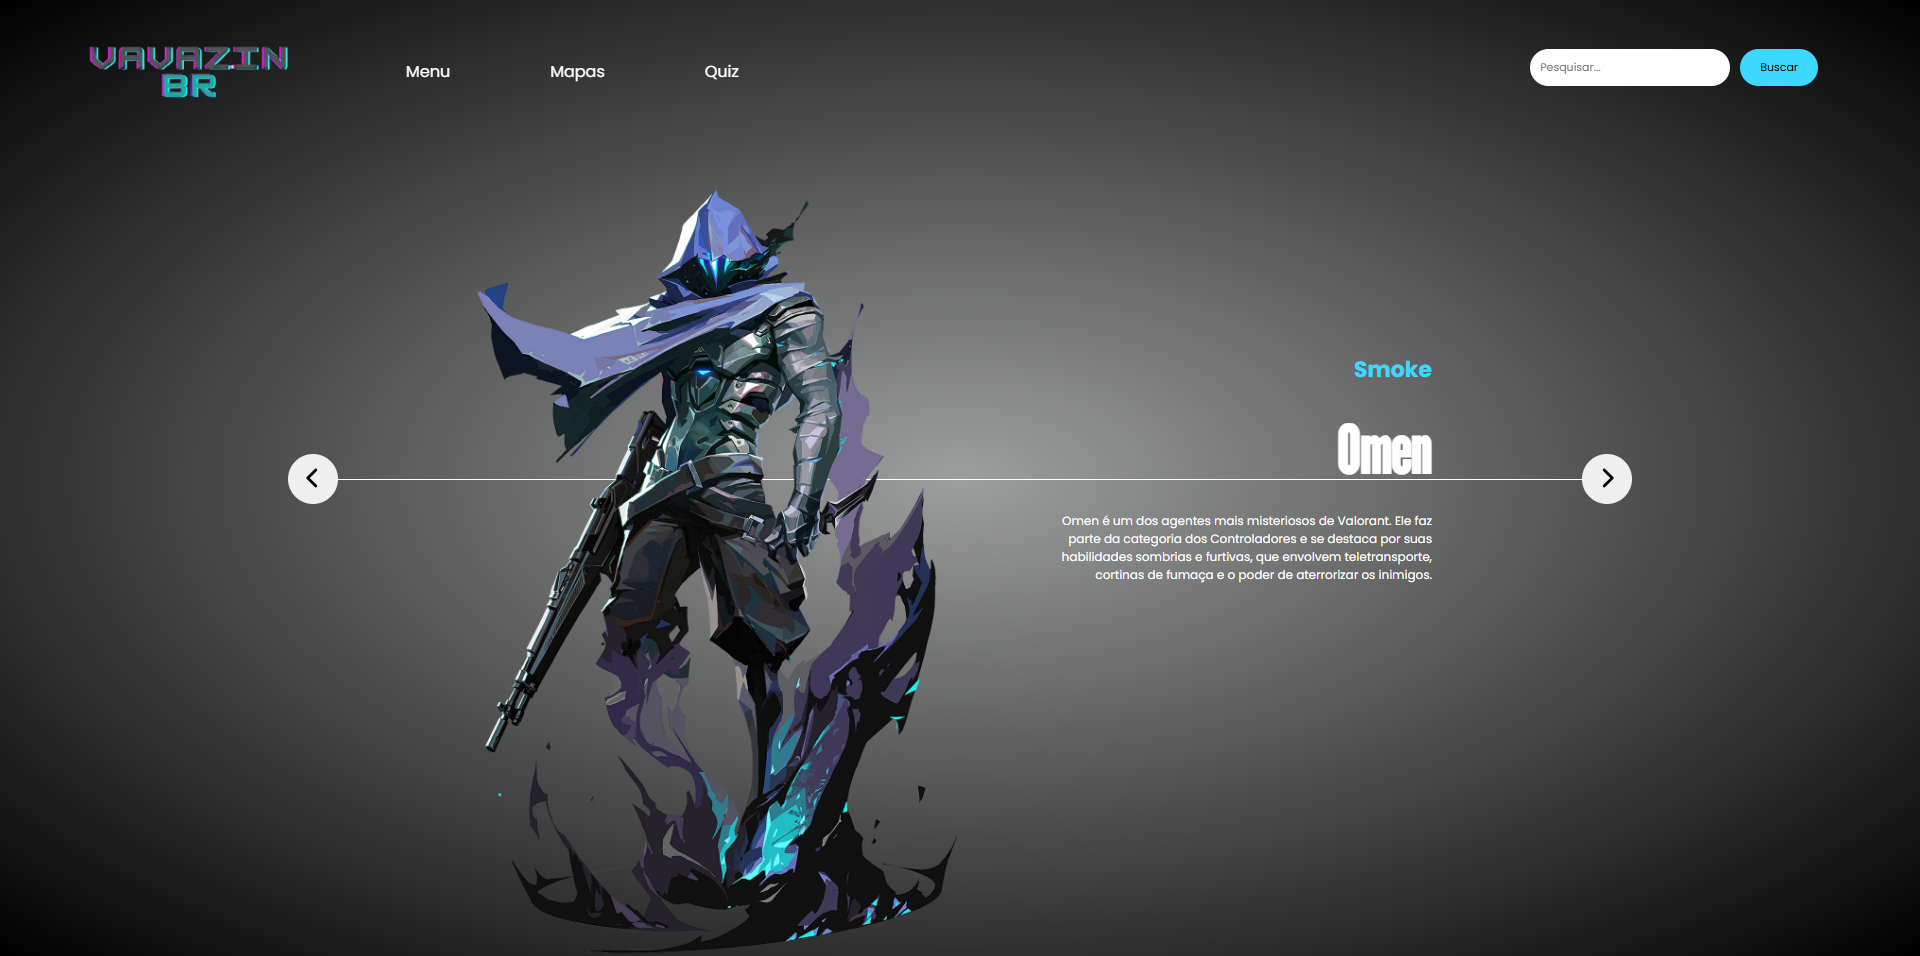 VAVAZIN
BR
Menu
Mapas
Quiz
Pesquisar...
Buscar
Smoke
Omen
Omen é um dos agentes mais misteriosos de Valorant. Ele faz
parte da categoria dos Controladores e se destaca por suas
habilidades sombrias e furtivas, que envolvem teletransporte,
cortinas de fumaça e o poder de aterrorizar os inimigos.